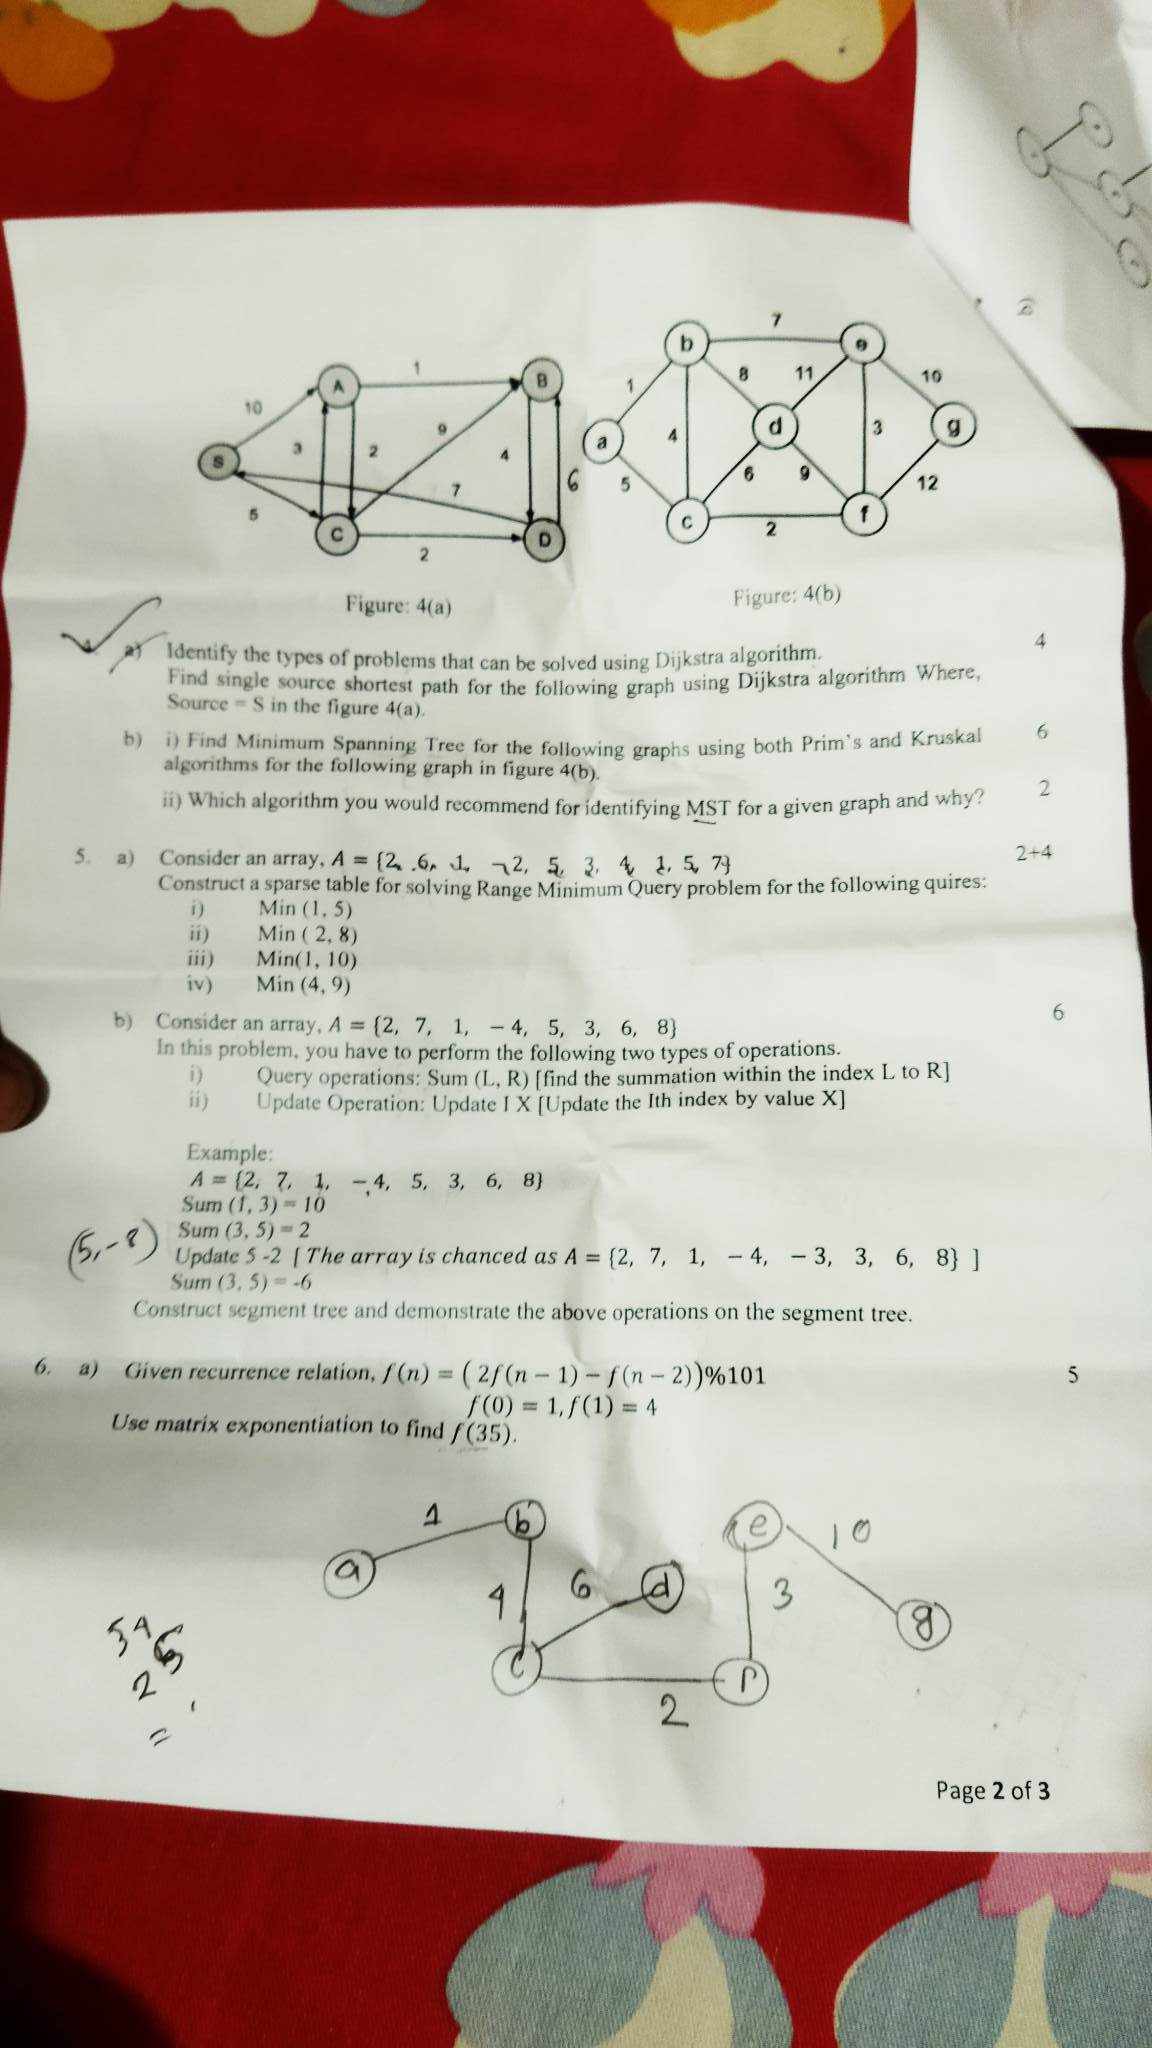 10
1
3
2
9
4
6
7
5
2
S
A
B
C
D
7
1
8
11
10
4
3
5
6
9
12
2
a
b
c
d
e
f
g
Figure: 4(a)
Figure: 4(b)
a) Identify the types of problems that can be solved using Dijkstra algorithm. 4
Find single source shortest path for the following graph using Dijkstra algorithm Where,
Source = S in the figure 4(a).
b) i) Find Minimum Spanning Tree for the following graphs using both Prim's and Kruskal 6
algorithms for the following graph in figure 4(b).
ii) Which algorithm you would recommend for identifying MST for a given graph and why? 2
5. a) Consider an array, A = {2, 6, 1, -2, 5, 3, 4, 1, 5, 7} 2+4
Construct a sparse table for solving Range Minimum Query problem for the following quires:
i) Min (1, 5)
ii) Min ( 2, 8)
iii) Min(1, 10)
iv) Min (4, 9)
b) Consider an array, A = {2, 7, 1, − 4, 5, 3, 6, 8} 6
In this problem, you have to perform the following two types of operations.
i) Query operations: Sum (L, R) [find the summation within the index L to R]
ii) Update Operation: Update I X [Update the Ith index by value X]
Example:
A = {2, 7, 1, −4, 5, 3, 6, 8}
Sum (1, 3) = 10
Sum (3, 5) = 2
(5,-8)
Update 5 -2 [ The array is chanced as A = {2, 7, 1, − 4, − 3, 3, 6, 8} ]
Sum (3, 5) = -6
Construct segment tree and demonstrate the above operations on the segment tree.
6. a) Given recurrence relation, f(n) = ( 2f(n − 1) − f(n − 2))%101 5
f(0) = 1, f(1) = 4
Use matrix exponentiation to find f(35).
1
b
a
4
6
d
e
10
3
g
c
f
2
Page 2 of 3